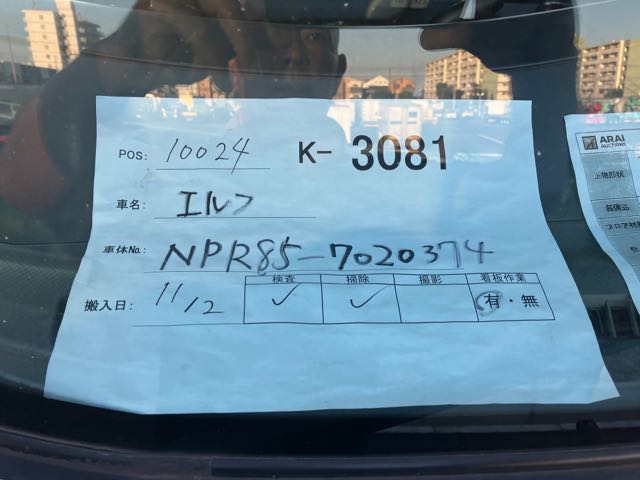 POS: 10024 K- 3081
車名: エルフ
車体No. NPR85-7020374
搬入日: 11/2
検査 掃除 撮影 看板作業
✓ ✓ 有・無
ARAI
AUCTIONS
上物形状
装備品